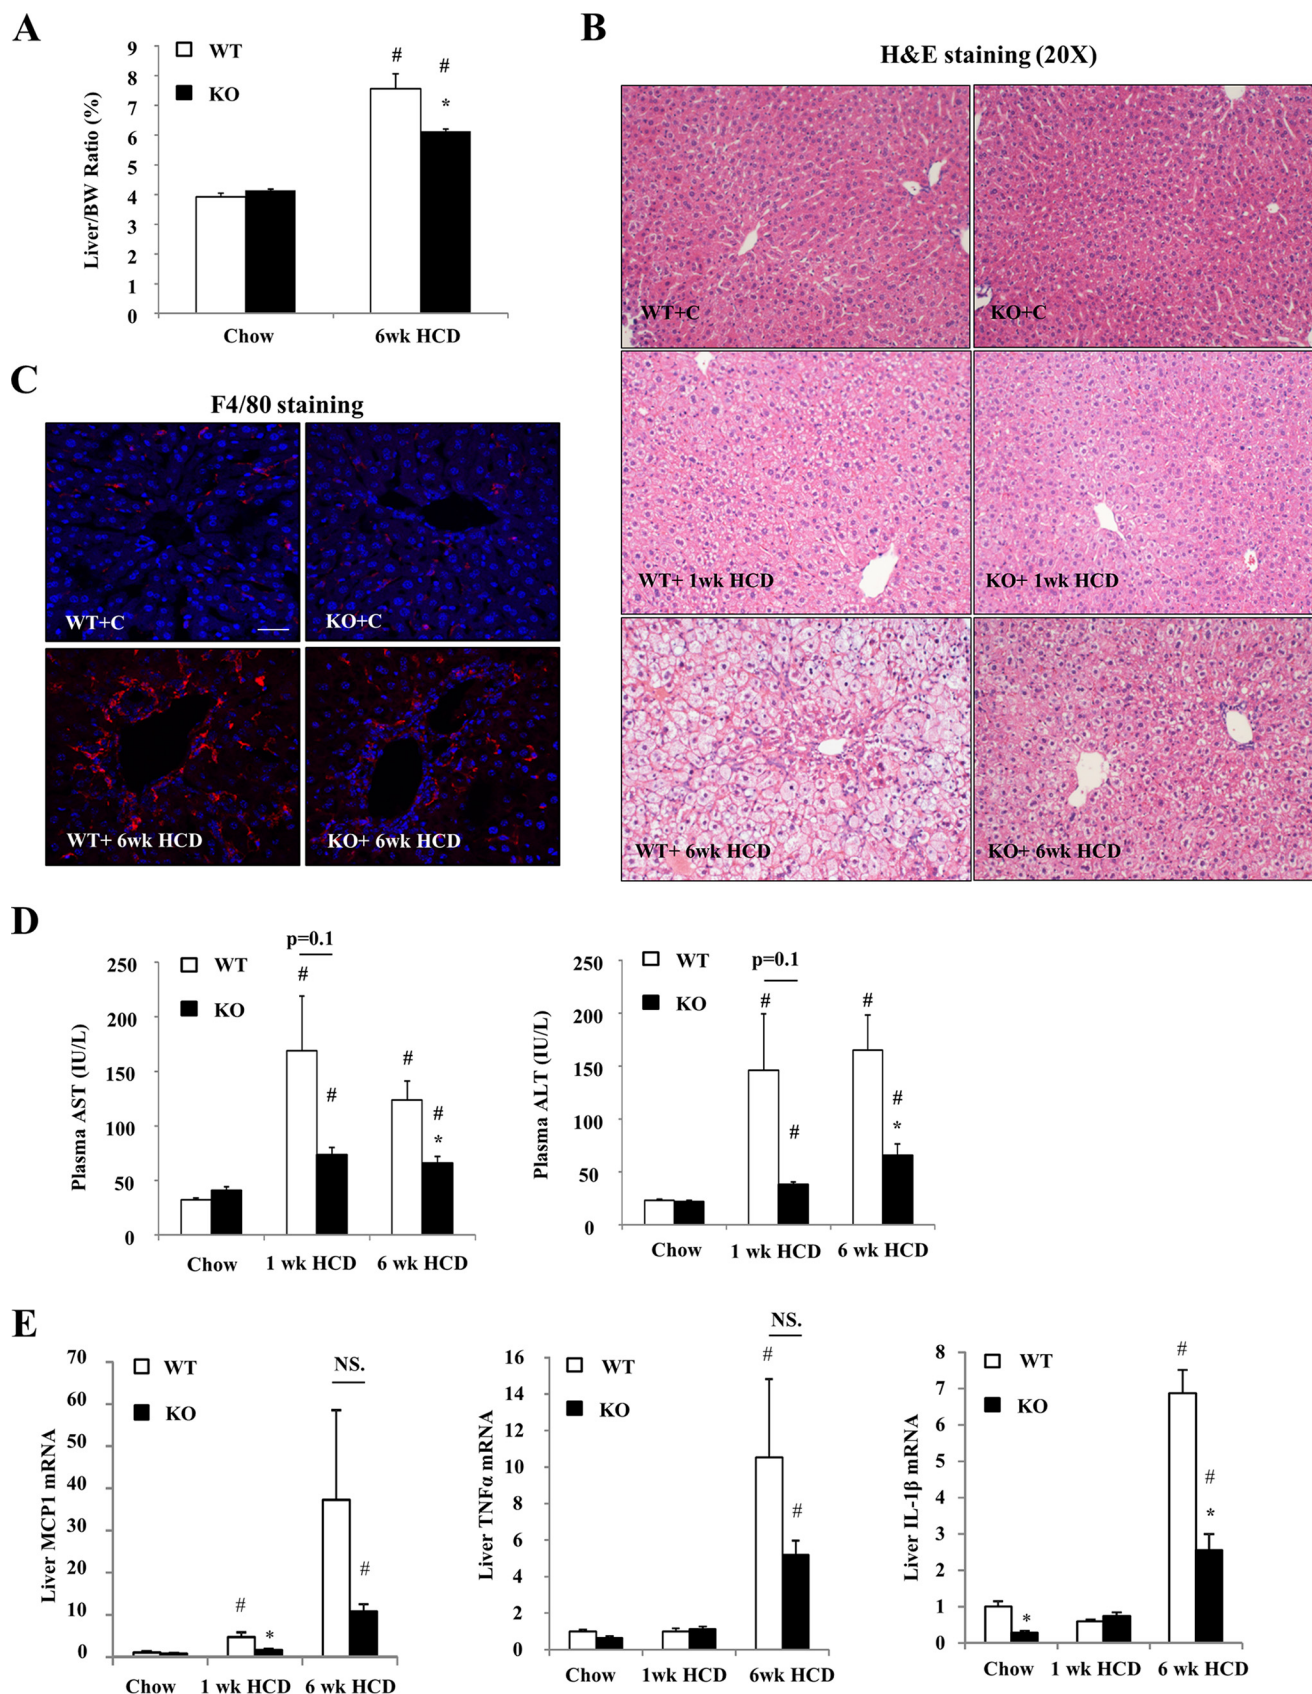 A
WT
KO
Liver/BW Ratio (%)
9
8
7
6
5
4
3
2
1
0
#
#
*
Chow
6wk HCD
B
H&E staining (20X)
WT+C
KO+C
WT+ 1wk HCD
KO+ 1wk HCD
WT+ 6wk HCD
KO+ 6wk HCD
C
F4/80 staining
WT+C
KO+C
WT+ 6wk HCD
KO+ 6wk HCD
D
Plasma AST (IU/L)
250
200
150
100
50
0
WT
KO
p=0.1
#
#
#
#
*
Chow
1 wk HCD
6 wk HCD
Plasma ALT (IU/L)
250
200
150
100
50
0
WT
KO
p=0.1
#
#
#
#
*
Chow
1 wk HCD
6 wk HCD
E
Liver MCP1 mRNA
70
60
50
40
30
20
10
0
WT
KO
NS.
#
*
#
Chow
1 wk HCD
6 wk HCD
Liver TNFα mRNA
16
14
12
10
8
6
4
2
0
WT
KO
NS.
#
#
Chow
1wk HCD
6wk HCD
Liver IL-1β mRNA
8
7
6
5
4
3
2
1
0
WT
KO
*
#
#
*
Chow
1 wk HCD
6 wk HCD